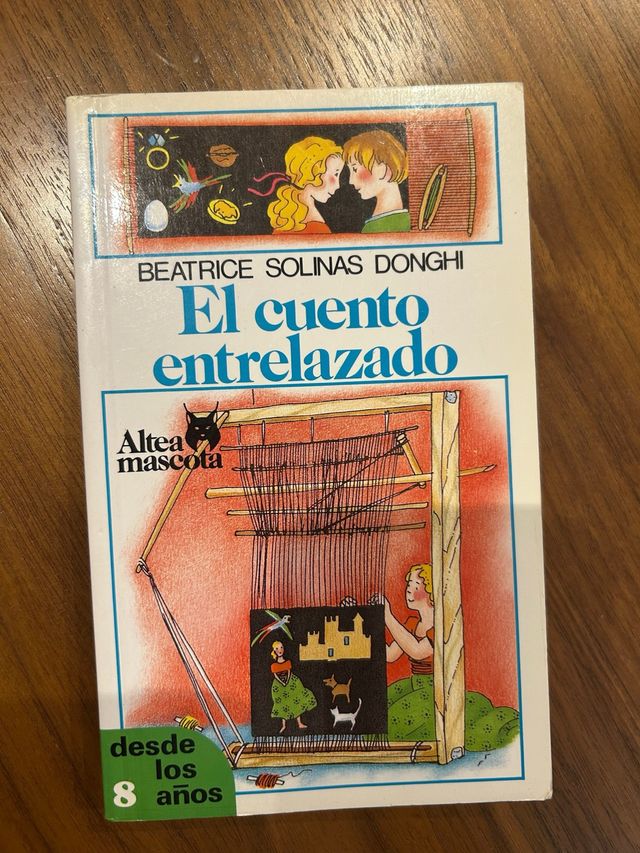 BEATRICE SOLINAS DONGHI
El cuento
entrelazado
Altea
mascota
desde
los
8 años